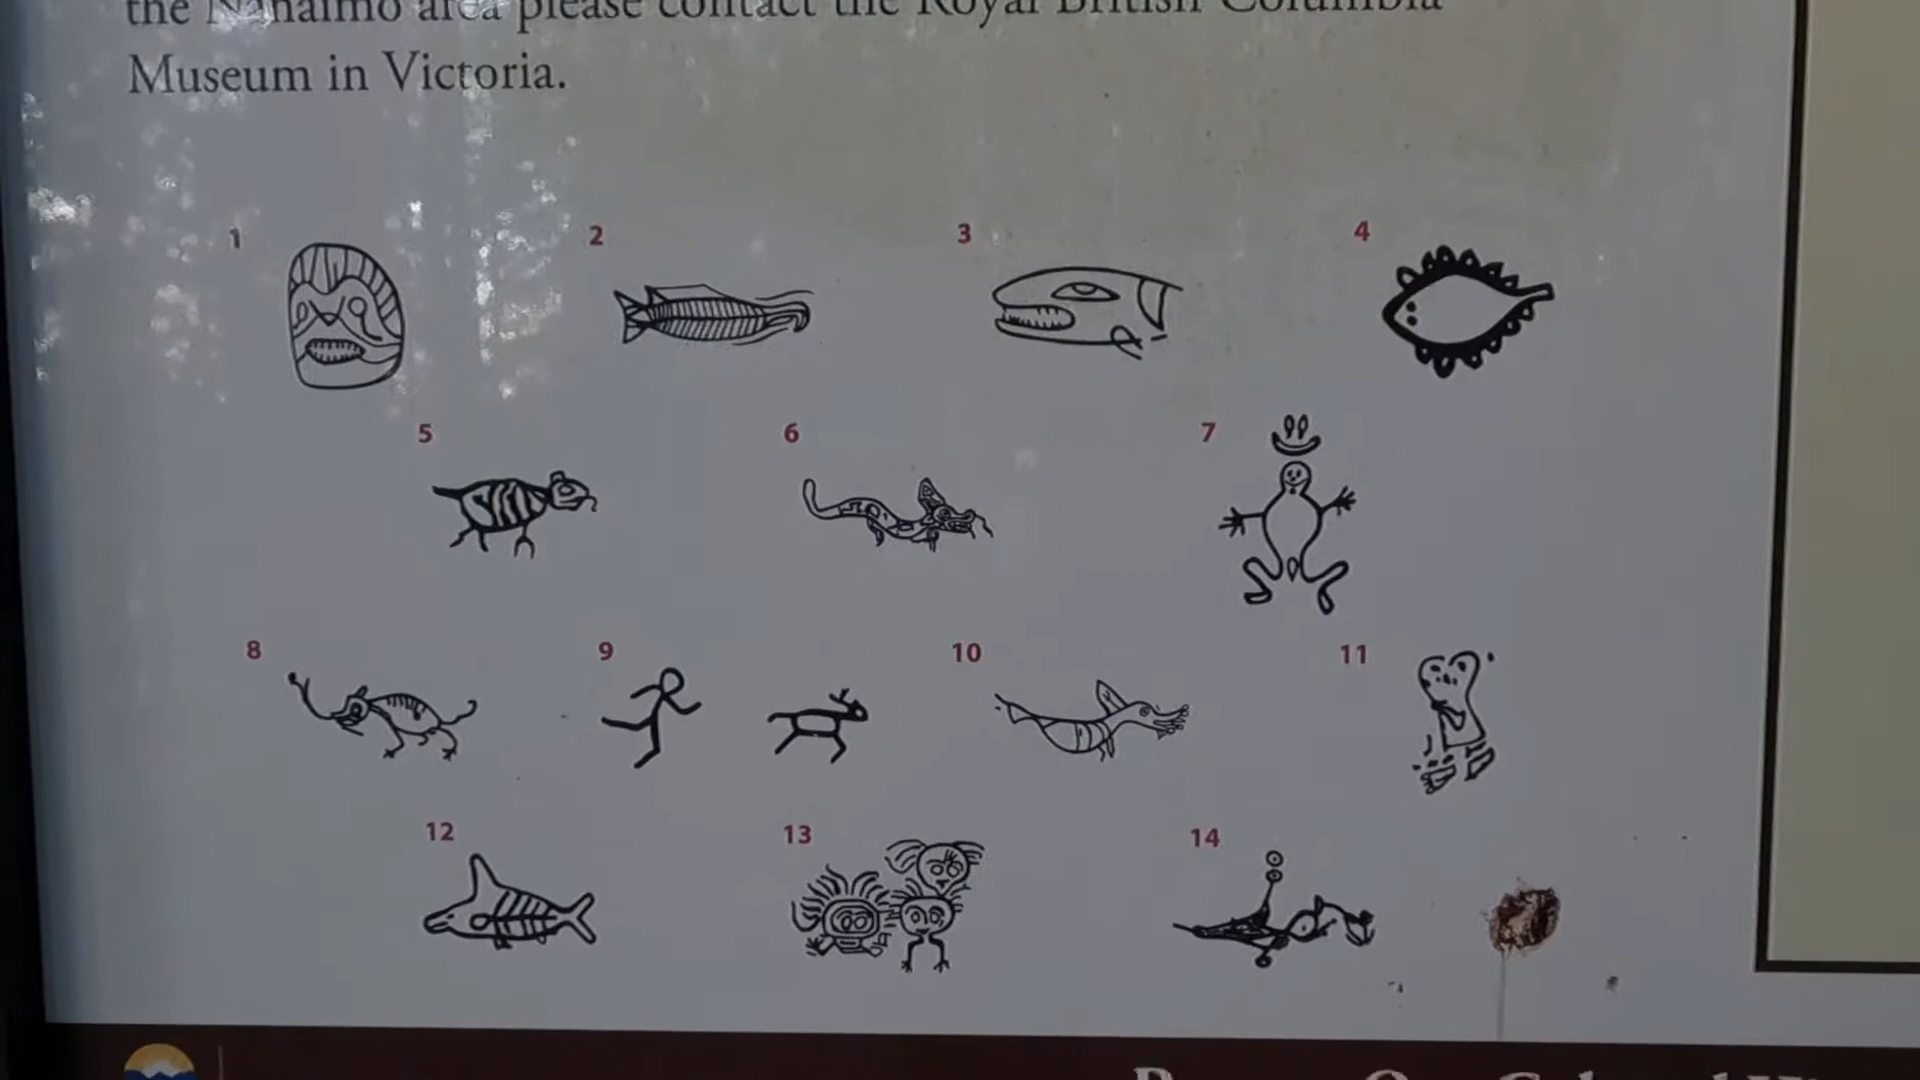 the Nanaimo area please contact the Royal British Columbia
Museum in Victoria.
1 2 3 4
5 6 7
8 9 10 11
12 13 14